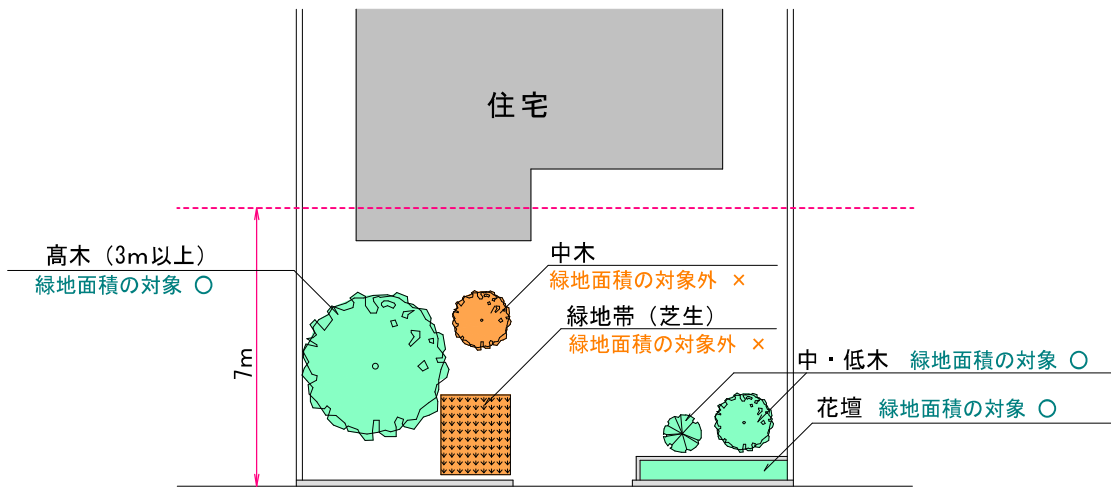 住宅
髙木（3m以上）
緑地面積の対象 〇
中木
緑地面積の対象外 ×
緑地帯（芝生）
緑地面積の対象外 ×
7m
中・低木 緑地面積の対象 〇
花壇 緑地面積の対象 〇